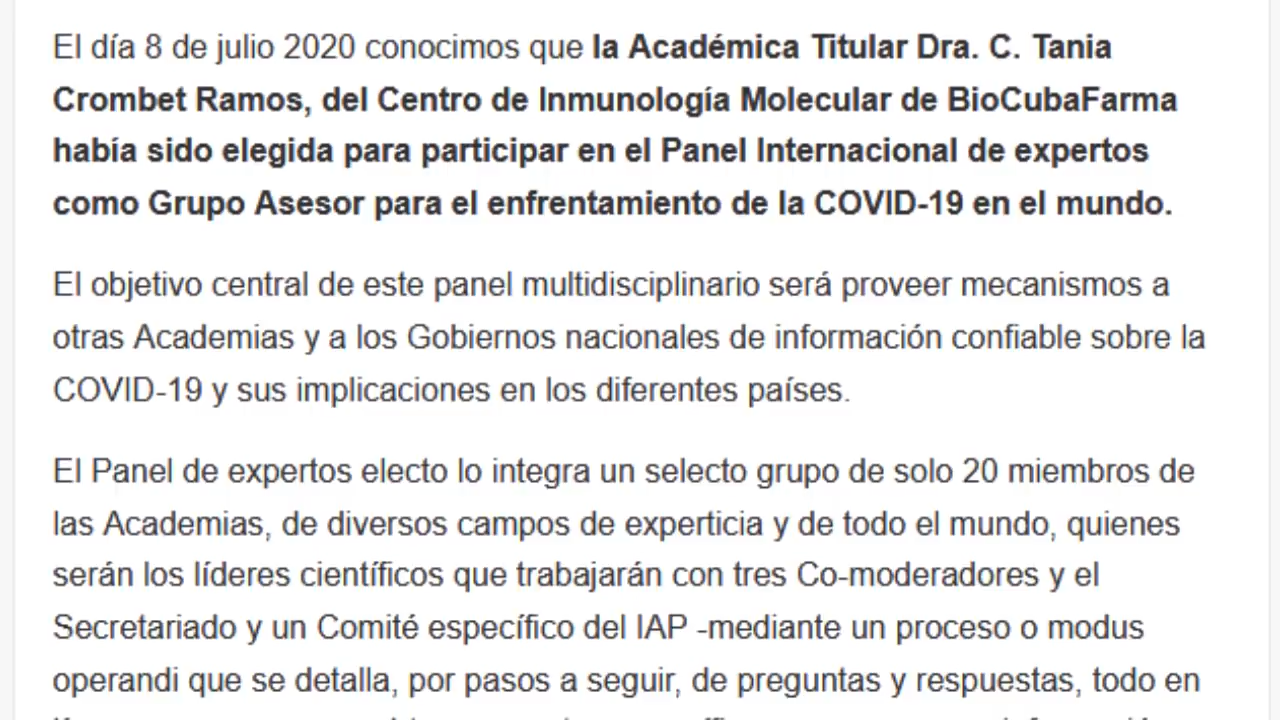 El día 8 de julio 2020 conocimos que la Académica Titular Dra. C. Tania
Crombet Ramos, del Centro de Inmunología Molecular de BioCubaFarma
había sido elegida para participar en el Panel Internacional de expertos
como Grupo Asesor para el enfrentamiento de la COVID-19 en el mundo.
El objetivo central de este panel multidisciplinario será proveer mecanismos a
otras Academias y a los Gobiernos nacionales de información confiable sobre la
COVID-19 y sus implicaciones en los diferentes países.
El Panel de expertos electo lo integra un selecto grupo de solo 20 miembros de
las Academias, de diversos campos de experticia y de todo el mundo, quienes
serán los líderes científicos que trabajarán con tres Co-moderadores y el
Secretariado y un Comité específico del IAP -mediante un proceso o modus
operandi que se detalla, por pasos a seguir, de preguntas y respuestas, todo en